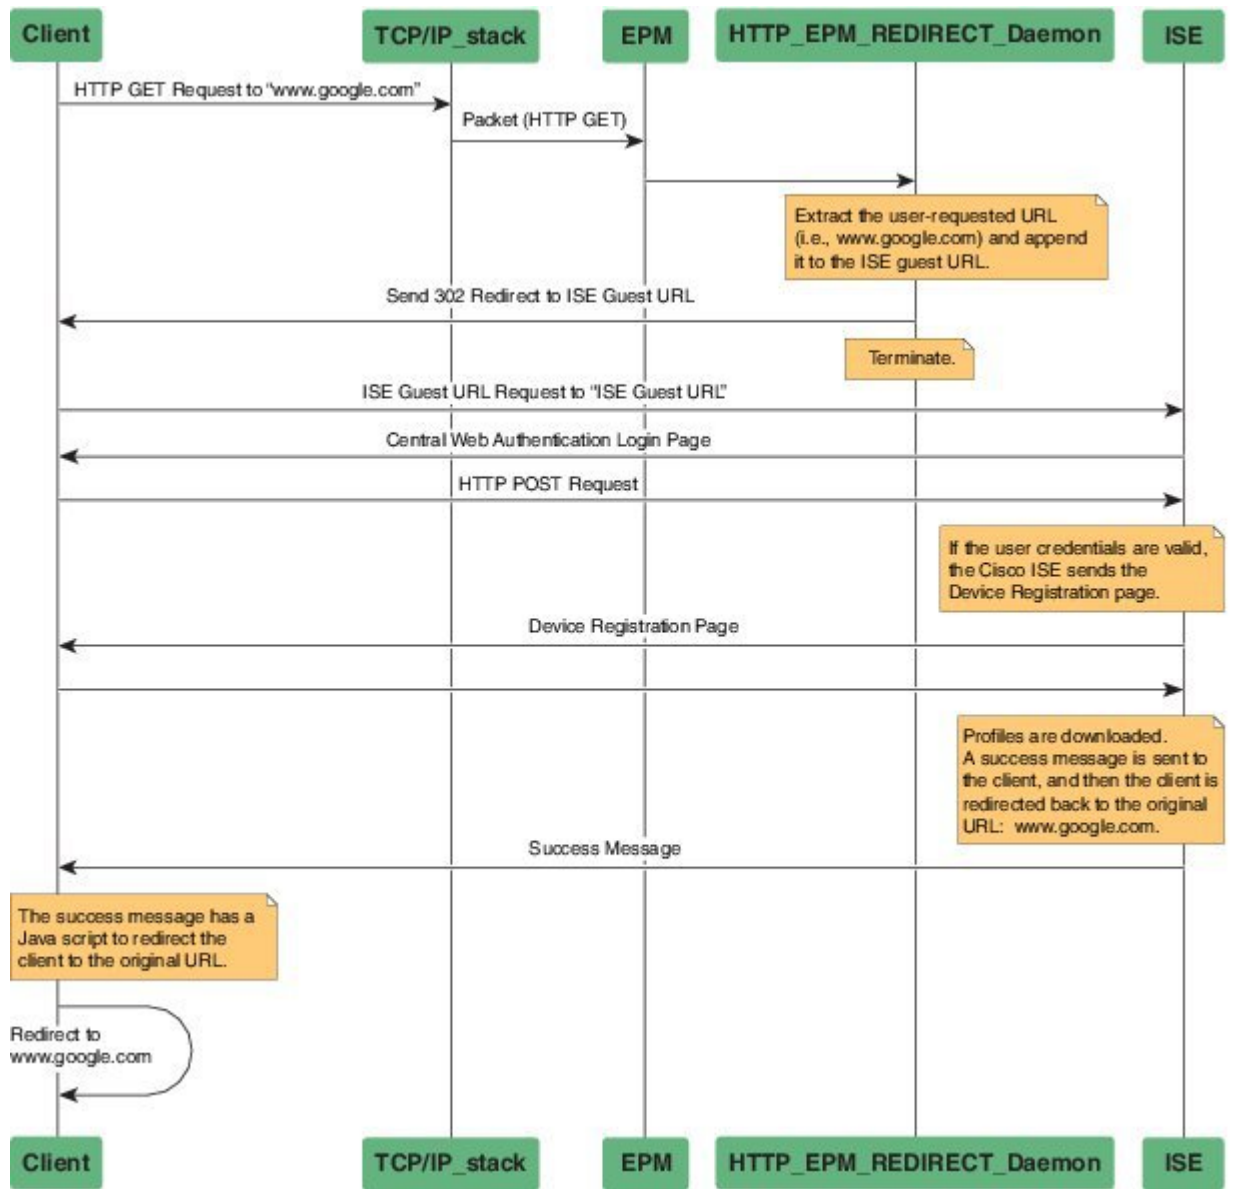 Client
TCP/IP_stack
EPM
HTTP_EPM_REDIRECT_Daemon
ISE
HTTP GET Request to “www.google.com”
Packet (HTTP GET)
Extract the user-requested URL
(i.e., www.google.com) and append
it to the ISE guest URL.
Send 302 Redirect to ISE Guest URL
Terminate.
ISE Guest URL Request to “ISE Guest URL”
Central Web Authentication Login Page
HTTP POST Request
If the user credentials are valid,
the Cisco ISE sends the
Device Registration page.
Device Registration Page
Profiles are downloaded.
A success message is sent to
the client, and then the client is
redirected back to the original
URL: www.google.com.
Success Message
The success message has a
Java script to redirect the
client to the original URL.
Redirect to
www.google.com
Client
TCP/IP_stack
EPM
HTTP_EPM_REDIRECT_Daemon
ISE